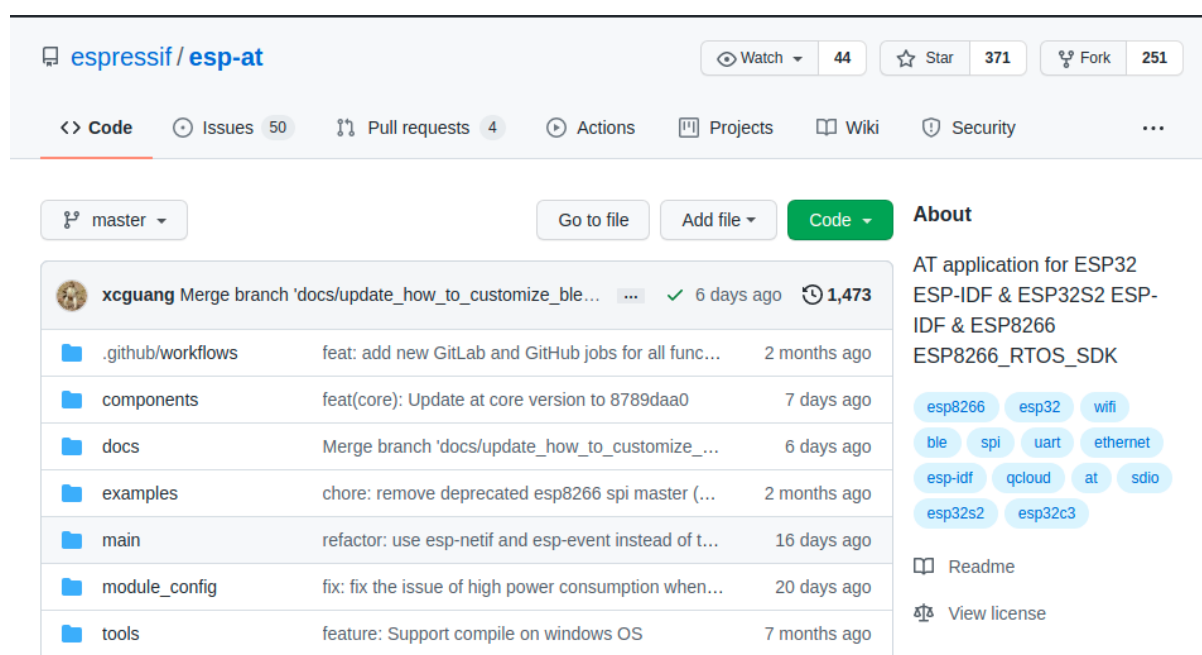 espressif / esp-at
Watch 44 Star 371 Fork 251
Code Issues 50 Pull requests 4 Actions Projects Wiki Security ...
master Go to file Add file Code
xcguang Merge branch 'docs/update_how_to_customize_ble… ... 6 days ago 1,473
.github/workflows feat: add new GitLab and GitHub jobs for all func… 2 months ago
components feat(core): Update at core version to 8789daa0 7 days ago
docs Merge branch 'docs/update_how_to_customize_… 6 days ago
examples chore: remove deprecated esp8266 spi master (… 2 months ago
main refactor: use esp-netif and esp-event instead of t… 16 days ago
module_config fix: fix the issue of high power consumption when… 20 days ago
tools feature: Support compile on windows OS 7 months ago
About
AT application for ESP32
ESP-IDF & ESP32S2 ESP-
IDF & ESP8266
ESP8266_RTOS_SDK
esp8266 esp32 wifi
ble spi uart ethernet
esp-idf qcloud at sdio
esp32s2 esp32c3
Readme
View license